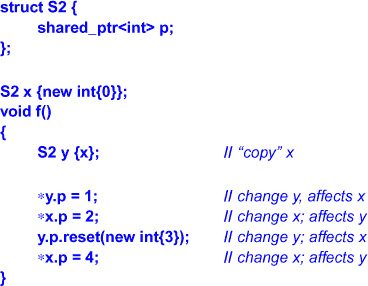 struct S2 {
shared_ptr<int> p;
};
S2 x {new int{0}};
void f()
{
S2 y {x}; // “copy” x
∗y.p = 1; // change y, affects x
∗x.p = 2; // change x; affects y
y.p.reset(new int{3}); // change y; affects x
∗x.p = 4; // change x; affects y
}